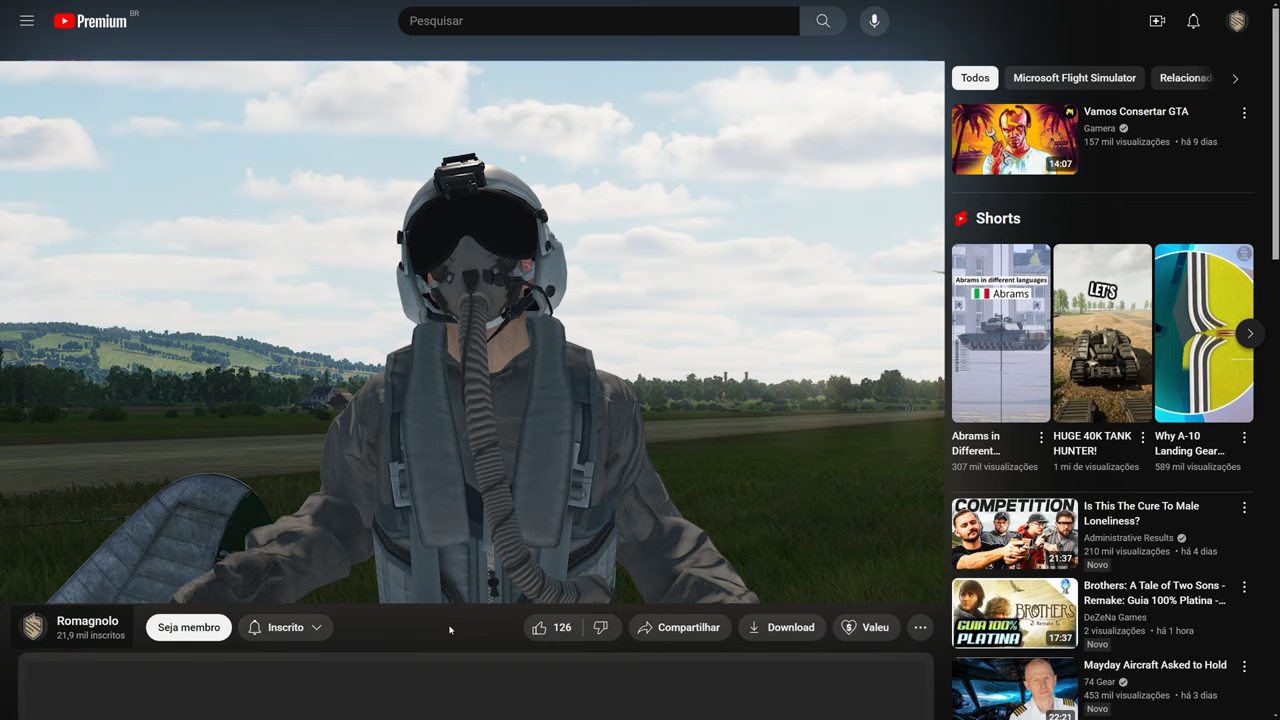 Premium BR
Pesquisar
Todos
Microsoft Flight Simulator
Relacionad
Vamos Consertar GTA
Gamera
157 mil visualizações • há 9 dias
14:07
Shorts
Abrams in different languages
Abrams
LET'S
Abrams in
Different...
307 mil visualizações
HUGE 40K TANK
HUNTER!
1 mi de visualizações
Why A-10
Landing Gear...
589 mil visualizações
COMPETITION
21:37
Is This The Cure To Male
Loneliness?
Administrative Results
210 mil visualizações • há 4 dias
Novo
BROTHERS
GUIA 100%
PLATINA
17:37
Brothers: A Tale of Two Sons -
Remake: Guia 100% Platina -...
DeZeNa Games
2 visualizações • há 1 hora
Novo
22:21
Mayday Aircraft Asked to Hold
74 Gear
453 mil visualizações • há 3 dias
Novo
Romagnolo
21,9 mil inscritos
Seja membro
Inscrito
126
Compartilhar
Download
Valeu